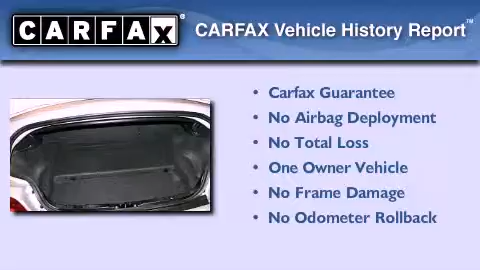 CARFAX® CARFAX Vehicle History Report™
• Carfax Guarantee
• No Airbag Deployment
• No Total Loss
• One Owner Vehicle
• No Frame Damage
• No Odometer Rollback